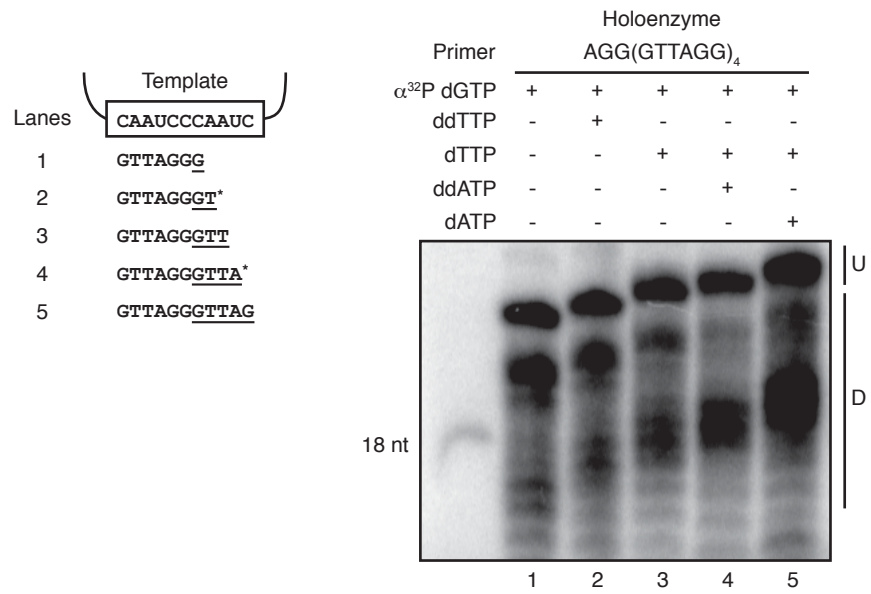 Holoenzyme
Primer AGG(GTTAGG)4
α32P dGTP + + + + +
ddTTP - + - - -
dTTP - - + + +
ddATP - - - + -
dATP - - - - +
Template
Lanes CAAUCCCAAUC
1 GTTAGGG
2 GTTAGGGT*
3 GTTAGGGTT
4 GTTAGGGTTA*
5 GTTAGGGTTAG
U
D
18 nt
1 2 3 4 5